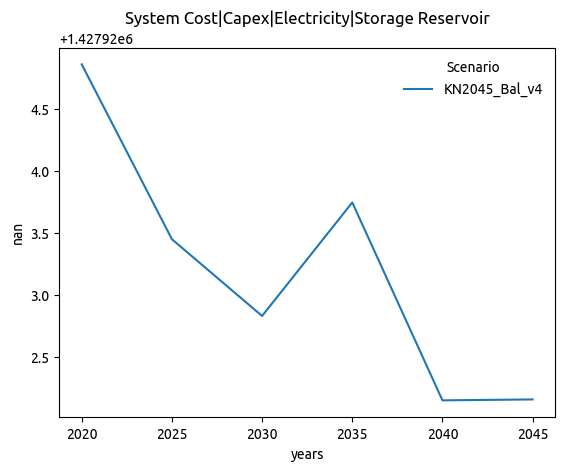 System Cost|Capex|Electricity|Storage Reservoir
+1.42792e6
Scenario
KN2045_Bal_v4
4.5
4.0
3.5
3.0
2.5
nan
2020 2025 2030 2035 2040 2045
years